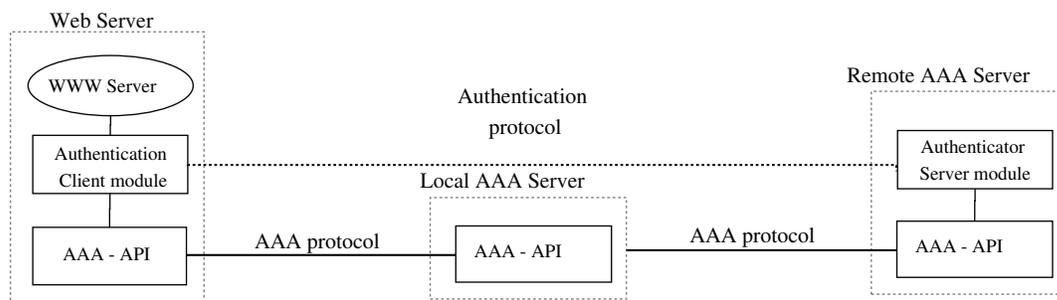 Web Server
WWW Server
Authentication
Client module
AAA - API
Authentication
protocol
AAA protocol
Local AAA Server
AAA - API
AAA protocol
Remote AAA Server
Authenticator
Server module
AAA - API